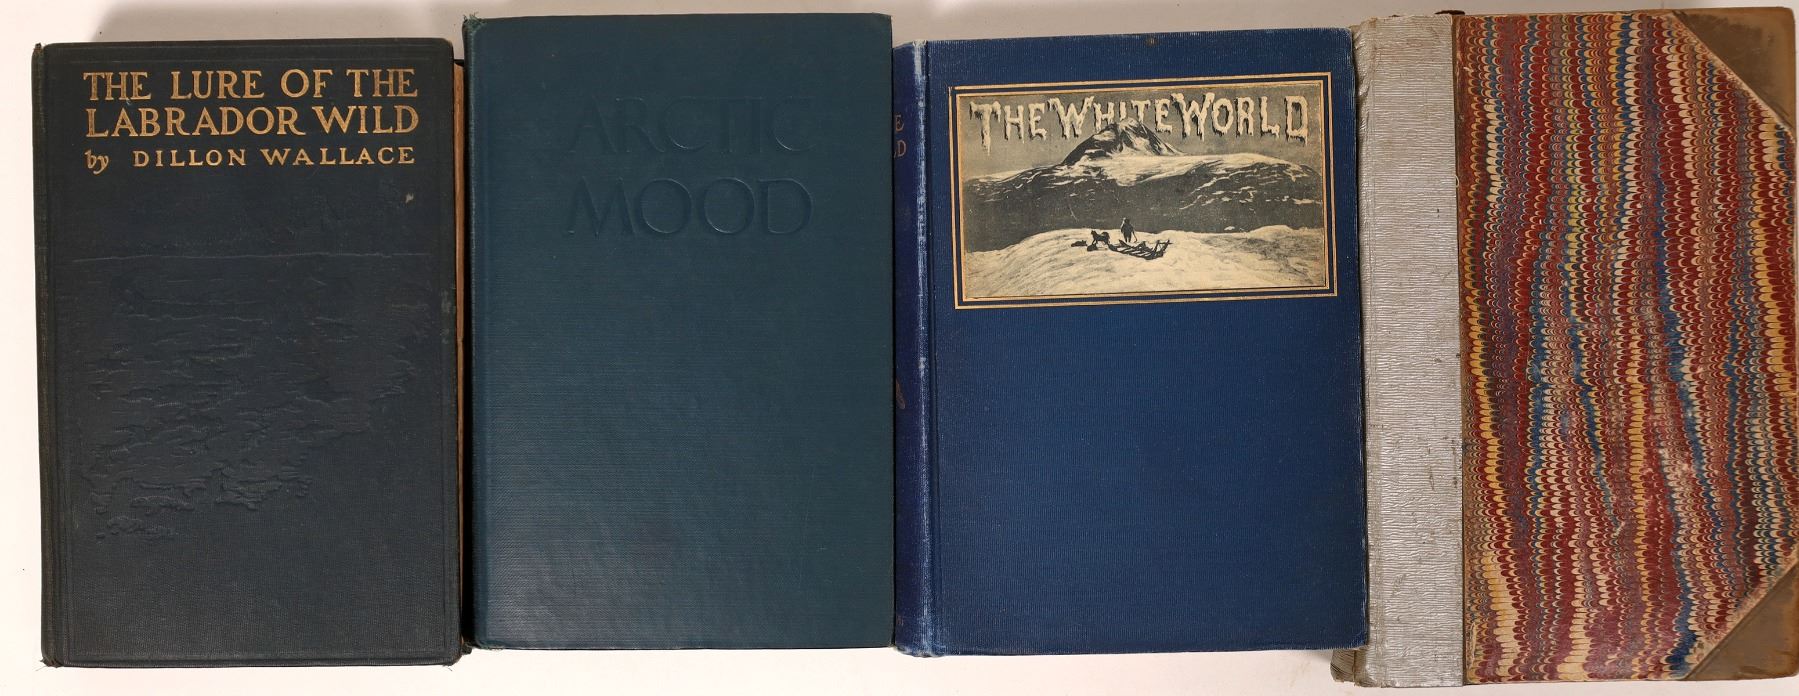 THE LURE OF THE
LABRADOR WILD
by DILLON WALLACE
ARCTIC
MOOD
THE WHITE WORLD